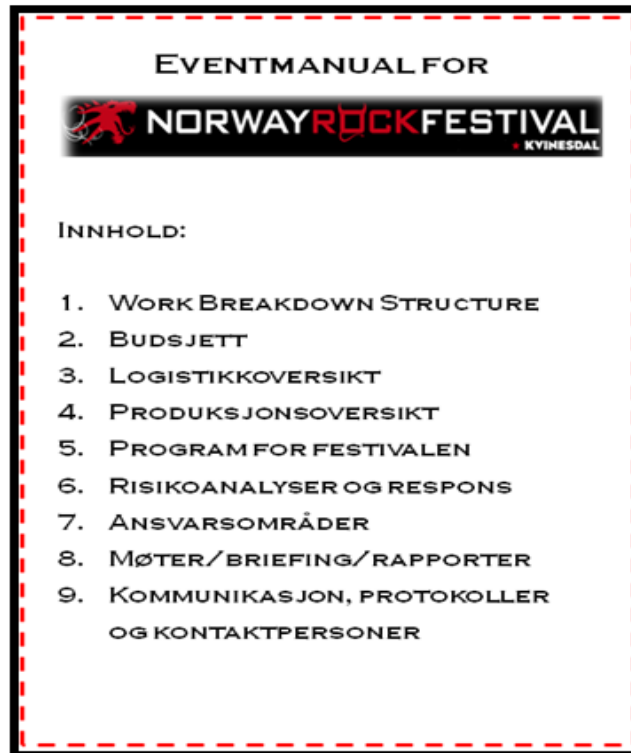 EVENTMANUAL FOR
NORWAYROCKFESTIVAL
KVINESDAL
INNHOLD:
1. WORK BREAKDOWN STRUCTURE
2. BUDSJETT
3. LOGISTIKKOVERSIKT
4. PRODUKSJONSOVERSIKT
5. PROGRAM FOR FESTIVALEN
6. RISIKOANALYSER OG RESPONS
7. ANSVARSOMRÅDER
8. MØTER/BRIEFING/RAPPORTER
9. KOMMUNIKASJON, PROTOKOLLER
OG KONTAKTPERSONER